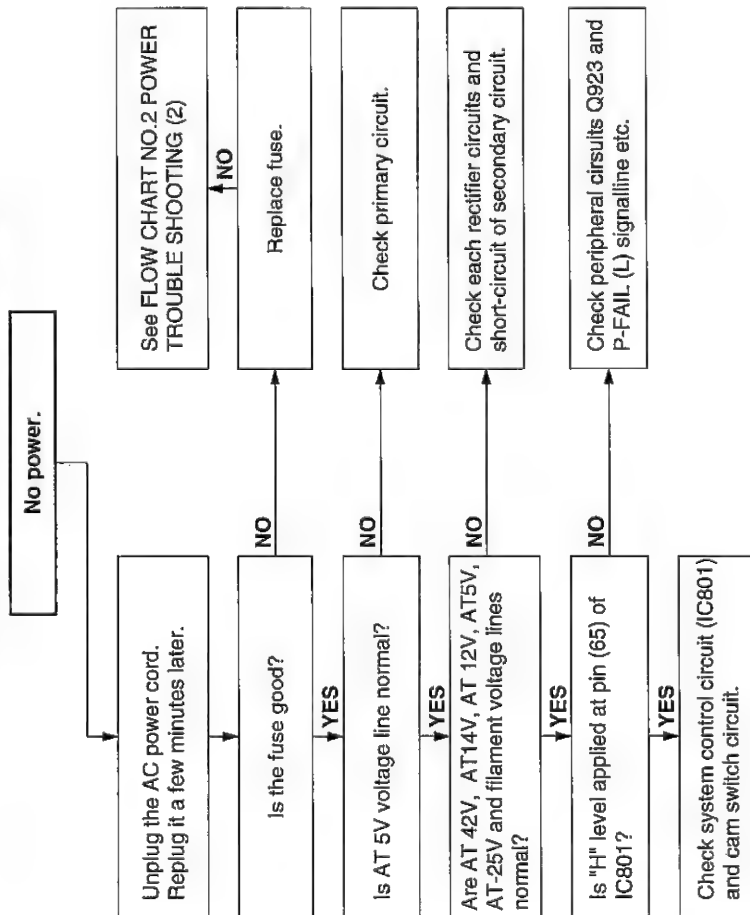 No power.
Unplug the AC power cord.
Replug it a few minutes later.
Is the fuse good?
NO
Replace fuse.
NO
See FLOW CHART NO.2 POWER
TROUBLE SHOOTING (2)
YES
Is AT 5V voltage line normal?
NO
Check primary circuit.
YES
Are AT 42V, AT14V, AT 12V, AT5V,
AT-25V and filament voltage lines
normal?
NO
Check each rectifier circuits and
short-circuit of secondary circuit.
YES
Is "H" level applied at pin (65) of
IC801?
NO
Check peripheral cirsuits Q923 and
P-FAIL (L) signalline etc.
YES
Check system control circuit (IC801)
and cam switch circuit.